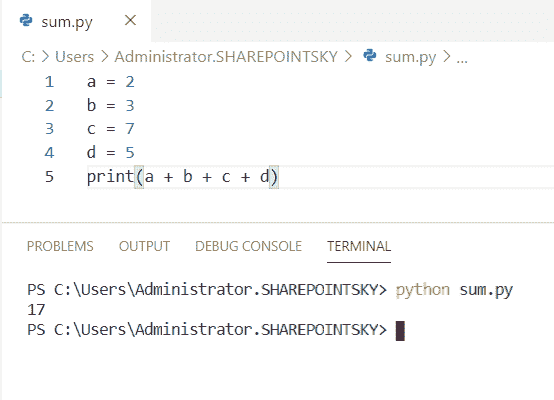 sum.py
C: > Users > Administrator.SHAREPOINTSKY > sum.py > ...
1 a = 2
2 b = 3
3 c = 7
4 d = 5
5 print(a + b + c + d)
PROBLEMS OUTPUT DEBUG CONSOLE TERMINAL
PS C:\Users\Administrator.SHAREPOINTSKY> python sum.py
17
PS C:\Users\Administrator.SHAREPOINTSKY>